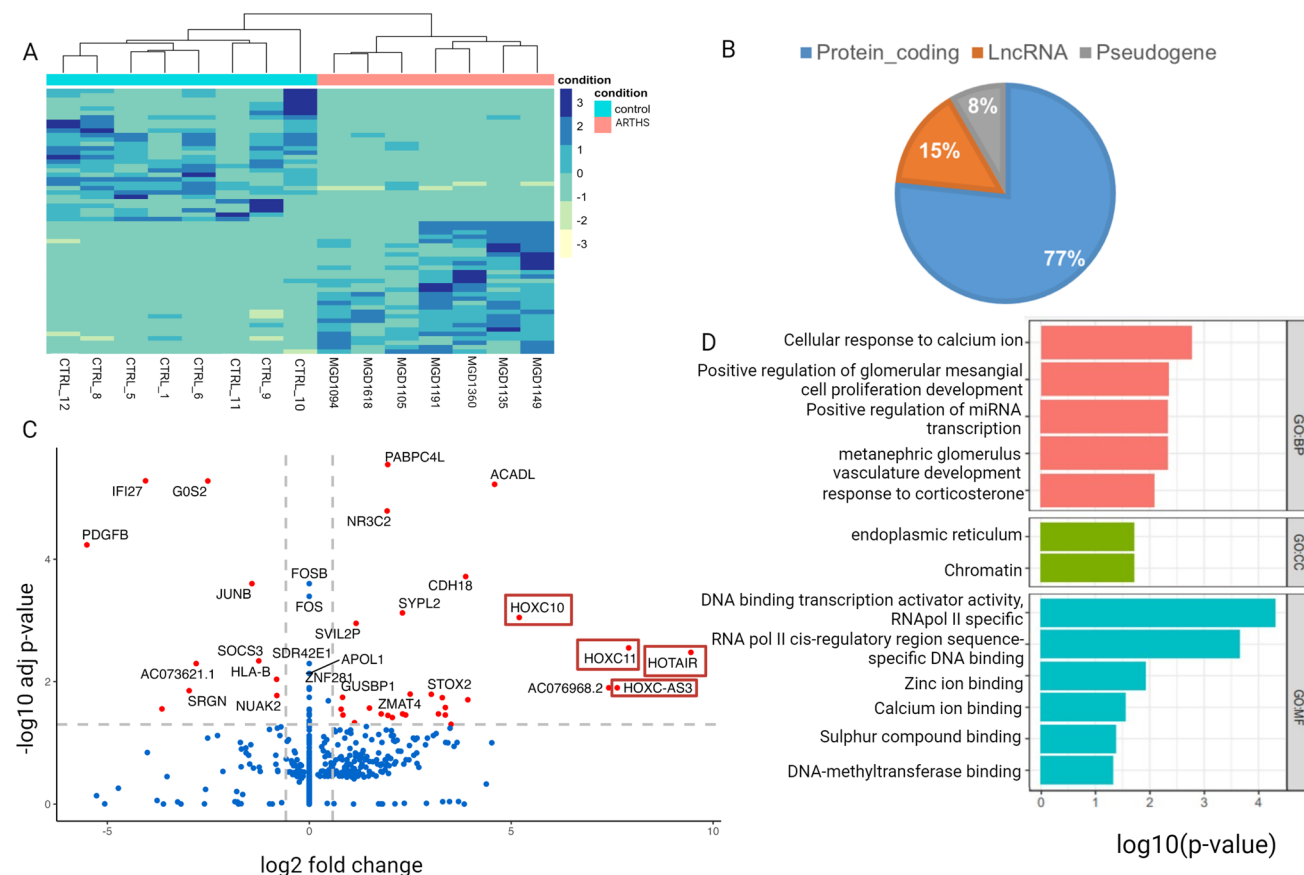 A
condition
3
2
1
0
-1
-2
-3
condition
control
ARTHS
CTRL_12
CTRL_8
CTRL_5
CTRL_1
CTRL_6
CTRL_11
CTRL_9
CTRL_10
MGD1094
MGD1618
MGD1105
MGD1191
MGD1360
MGD1135
MGD1149
B
Protein_coding LncRNA Pseudogene
8%
15%
77%
C
-log10 adj p-value
4
2
0
PABPC4L
ACADL
IFI27
G0S2
NR3C2
PDGFB
FOSB
CDH18
JUNB
FOS
SYPL2
HOXC10
SVIL2P
SOCS3
SDR42E1
APOL1
HOXC11
HOTAIR
AC073621.1
HLA-B
ZNF281
GUSBP1
STOX2
AC076968.2
HOXC-AS3
SRGN
NUAK2
ZMAT4
-5
0
5
10
log2 fold change
D
Cellular response to calcium ion
Positive regulation of glomerular mesangial
cell proliferation development
Positive regulation of miRNA
transcription
metanephric glomerulus
vasculature development
response to corticosterone
GO:BP
endoplasmic reticulum
Chromatin
GO:CC
DNA binding transcription activator activity,
RNApol II specific
RNA pol II cis-regulatory region sequence-
specific DNA binding
Zinc ion binding
Calcium ion binding
Sulphur compound binding
DNA-methyltransferase binding
GO:MF
0
1
2
3
4
log10(p-value)